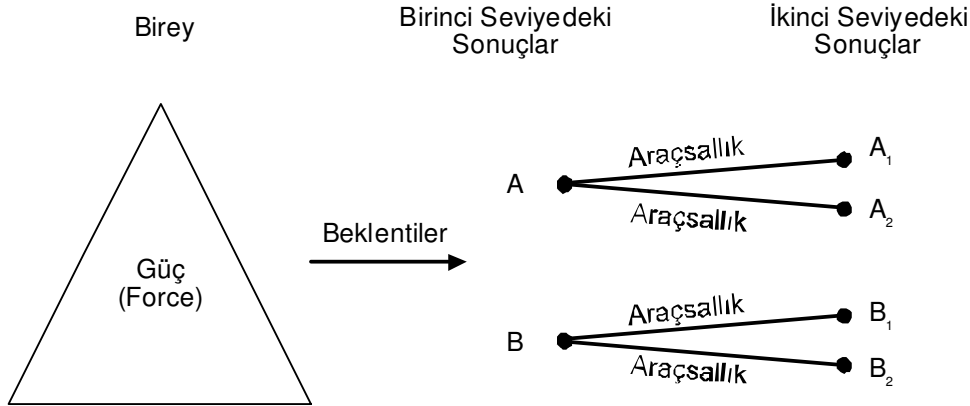 Birey
Birinci Seviyedeki
Sonuçlar
İkinci Seviyedeki
Sonuçlar
Güç
(Force)
Beklentiler
A
Araçsallık
A₁
Araçsallık
A₂
B
Araçsallık
B₁
Araçsallık
B₂